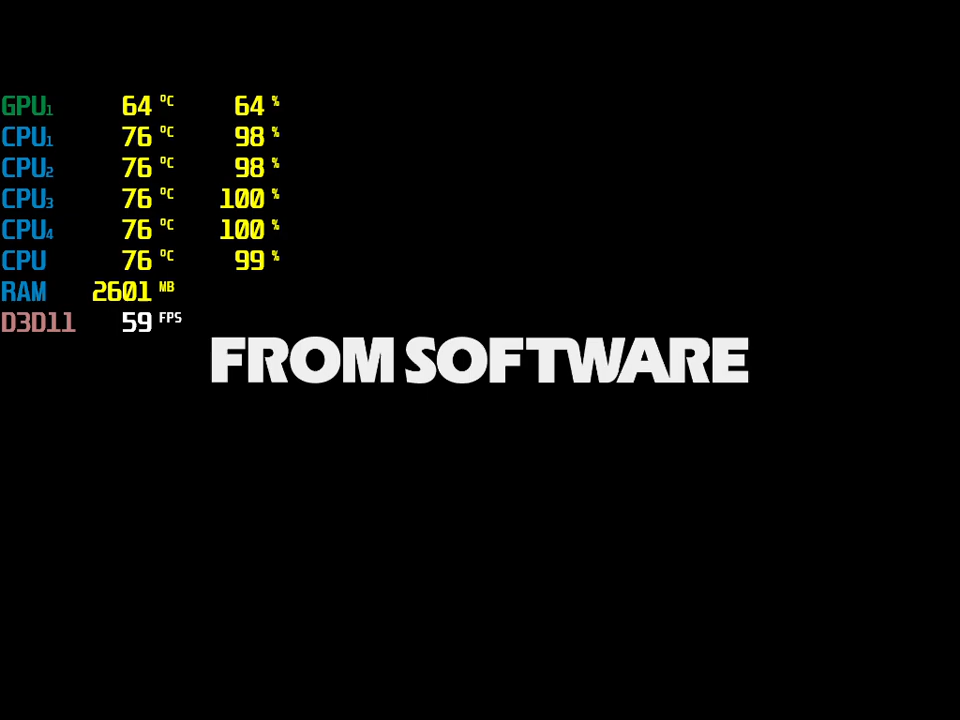 GPU1 64 °C 64 %
CPU1 76 °C 98 %
CPU2 76 °C 98 %
CPU3 76 °C 100 %
CPU4 76 °C 100 %
CPU 76 °C 99 %
RAM 2601 MB
D3D11 59 FPS
FROM SOFTWARE